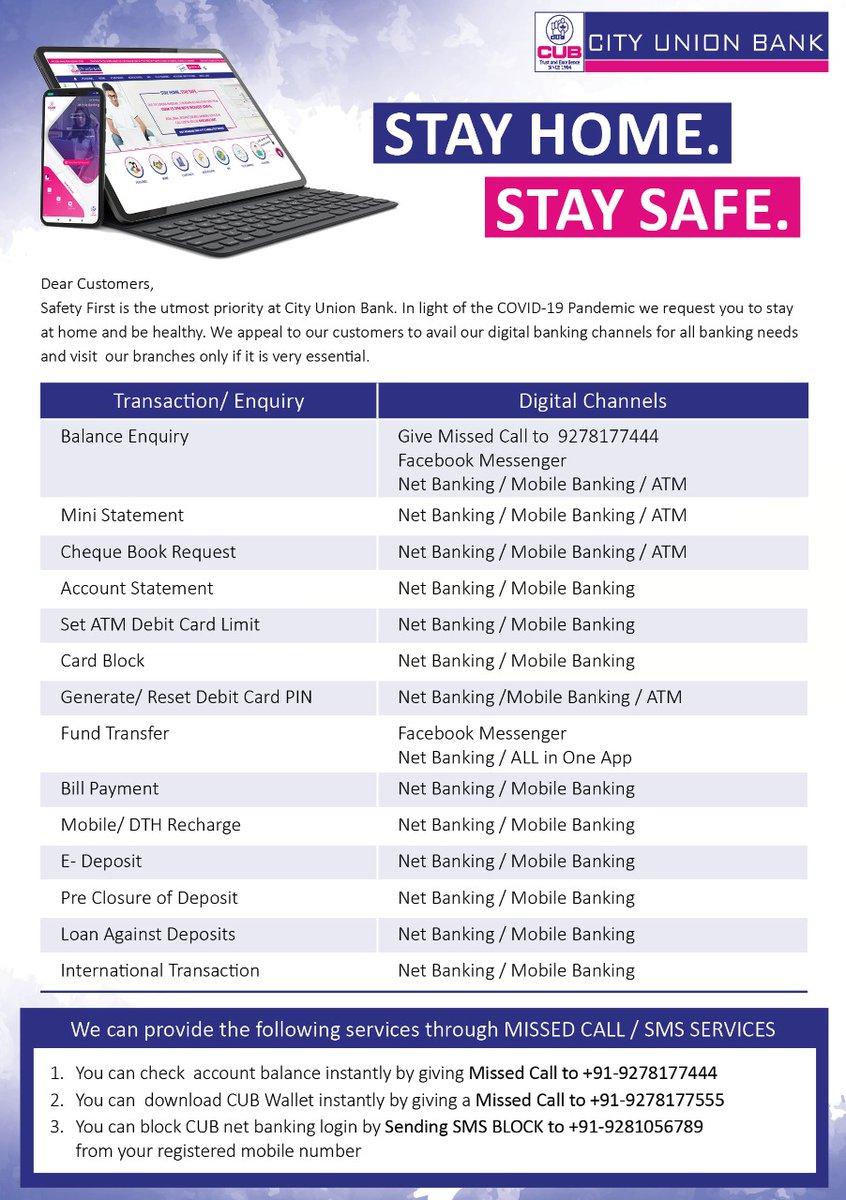 CUB
Trust and Excellence
SINCE 1904
CITY UNION BANK
STAY HOME.
STAY SAFE.
STAY HOME, STAY SAFE.
Dear Customers,
Safety First is the utmost priority at City Union Bank. In light of the COVID-19 Pandemic we request you to stay
at home and be healthy. We appeal to our customers to avail our digital banking channels for all banking needs
and visit our branches only if it is very essential.
Transaction/ Enquiry Digital Channels
Balance Enquiry Give Missed Call to 9278177444
Facebook Messenger
Net Banking / Mobile Banking / ATM
Mini Statement Net Banking / Mobile Banking / ATM
Cheque Book Request Net Banking / Mobile Banking / ATM
Account Statement Net Banking / Mobile Banking
Set ATM Debit Card Limit Net Banking / Mobile Banking
Card Block Net Banking / Mobile Banking
Generate/ Reset Debit Card PIN Net Banking /Mobile Banking / ATM
Fund Transfer Facebook Messenger
Net Banking / ALL in One App
Bill Payment Net Banking / Mobile Banking
Mobile/ DTH Recharge Net Banking / Mobile Banking
E- Deposit Net Banking / Mobile Banking
Pre Closure of Deposit Net Banking / Mobile Banking
Loan Against Deposits Net Banking / Mobile Banking
International Transaction Net Banking / Mobile Banking
We can provide the following services through MISSED CALL / SMS SERVICES
1. You can check account balance instantly by giving Missed Call to +91-9278177444
2. You can download CUB Wallet instantly by giving a Missed Call to +91-9278177555
3. You can block CUB net banking login by Sending SMS BLOCK to +91-9281056789
from your registered mobile number